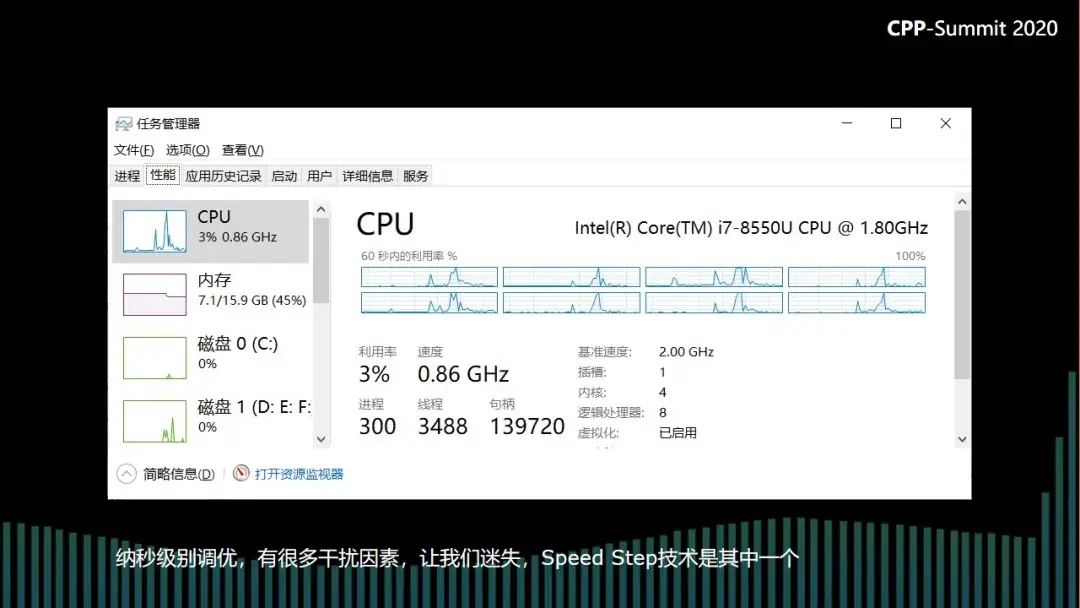 CPP-Summit 2020
任务管理器
文件(F) 选项(O) 查看(V)
进程 性能 应用历史记录 启动 用户 详细信息 服务
CPU
3% 0.86 GHz
内存
7.1/15.9 GB (45%)
磁盘 0 (C:)
0%
磁盘 1 (D: E: F:
0%
CPU
Intel(R) Core(TM) i7-8550U CPU @ 1.80GHz
60 秒内的利用率 % 100%
利用率 速度
3% 0.86 GHz
进程 线程 句柄
300 3488 139720
基准速度: 2.00 GHz
插槽: 1
内核: 4
逻辑处理器: 8
虚拟化: 已启用
简略信息(D) 打开资源监视器
纳秒级别调优，有很多干扰因素，让我们迷失，Speed Step技术是其中一个